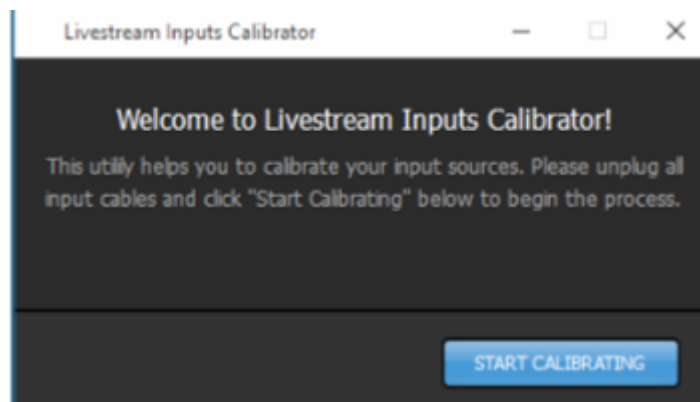 Livestream Inputs Calibrator
Welcome to Livestream Inputs Calibrator!
This utility helps you to calibrate your input sources. Please unplug all
input cables and click "Start Calibrating" below to begin the process.
START CALIBRATING